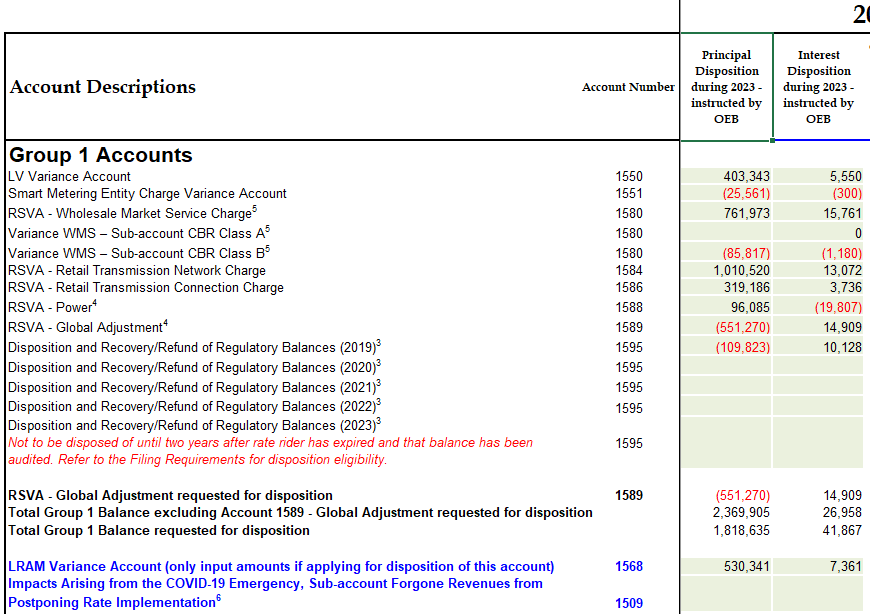 20
Account Descriptions Account Number Principal Disposition during 2023 - instructed by OEB Interest Disposition during 2023 - instructed by OEB
Group 1 Accounts
LV Variance Account 1550 403,343 5,550
Smart Metering Entity Charge Variance Account 1551 (25,561) (300)
RSVA - Wholesale Market Service Charge5 1580 761,973 15,761
Variance WMS – Sub-account CBR Class A5 1580 0
Variance WMS – Sub-account CBR Class B5 1580 (85,817) (1,180)
RSVA - Retail Transmission Network Charge 1584 1,010,520 13,072
RSVA - Retail Transmission Connection Charge 1586 319,186 3,736
RSVA - Power4 1588 96,085 (19,807)
RSVA - Global Adjustment4 1589 (551,270) 14,909
Disposition and Recovery/Refund of Regulatory Balances (2019)3 1595 (109,823) 10,128
Disposition and Recovery/Refund of Regulatory Balances (2020)3 1595
Disposition and Recovery/Refund of Regulatory Balances (2021)3 1595
Disposition and Recovery/Refund of Regulatory Balances (2022)3 1595
Disposition and Recovery/Refund of Regulatory Balances (2023)3
Not to be disposed of until two years after rate rider has expired and that balance has been 1595
audited. Refer to the Filing Requirements for disposition eligibility.
RSVA - Global Adjustment requested for disposition 1589 (551,270) 14,909
Total Group 1 Balance excluding Account 1589 - Global Adjustment requested for disposition 2,369,905 26,958
Total Group 1 Balance requested for disposition 1,818,635 41,867
LRAM Variance Account (only input amounts if applying for disposition of this account) 1568 530,341 7,361
Impacts Arising from the COVID-19 Emergency, Sub-account Forgone Revenues from
Postponing Rate Implementation6 1509